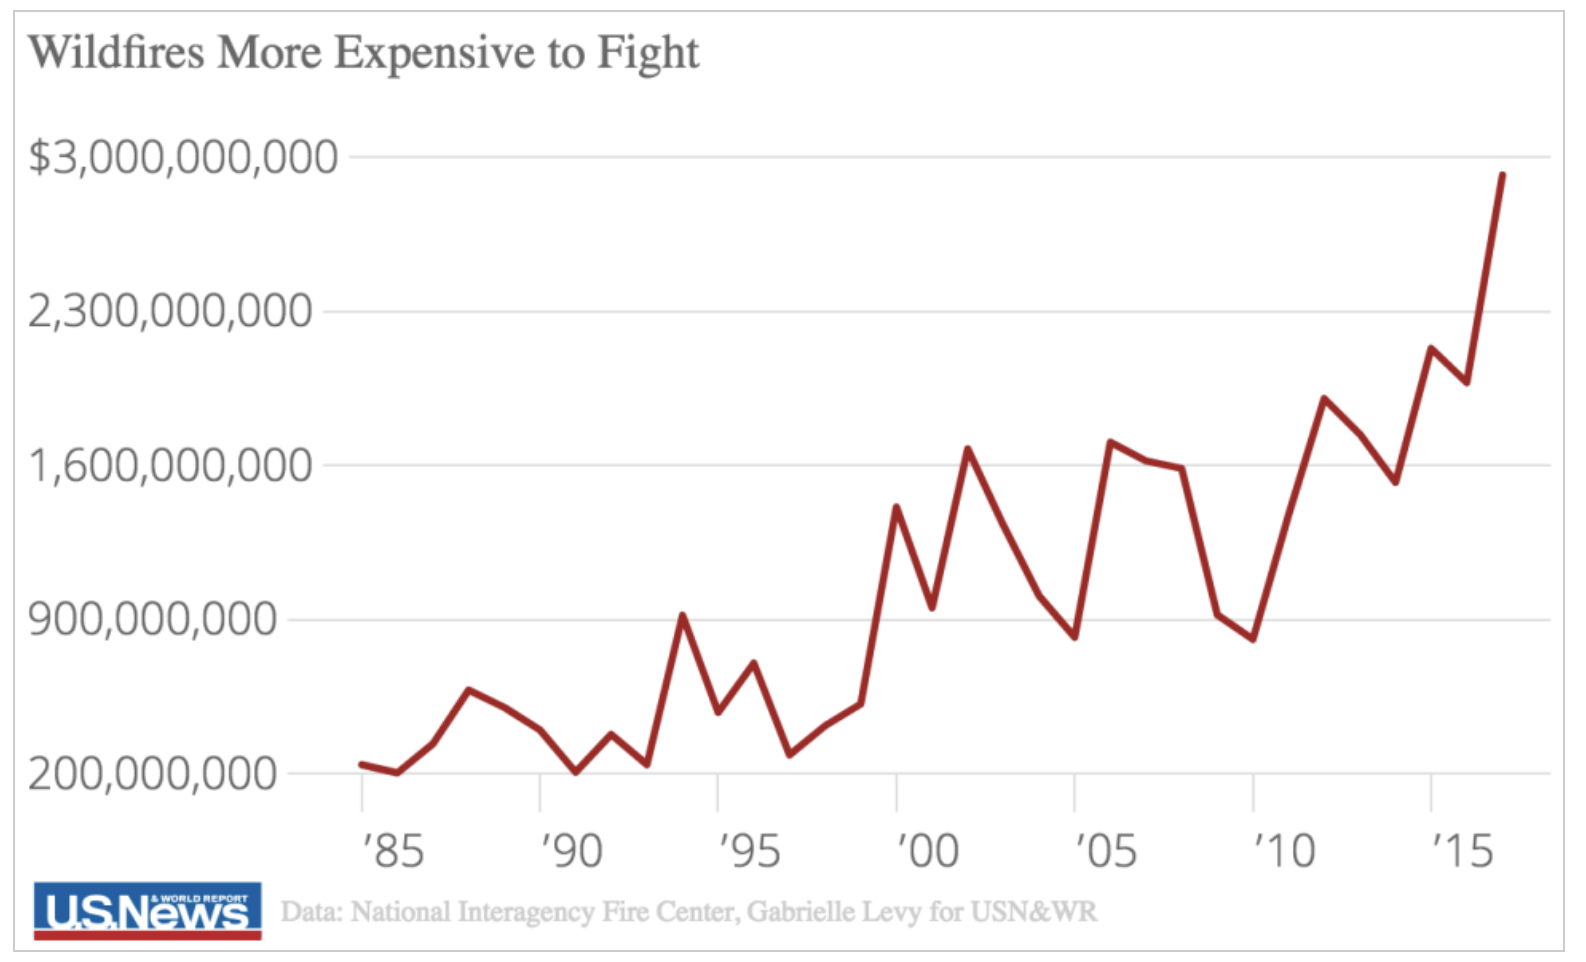 Wildfires More Expensive to Fight
$3,000,000,000
2,300,000,000
1,600,000,000
900,000,000
200,000,000
’85 ’90 ’95 ’00 ’05 ’10 ’15
U.S.News & WORLD REPORT
Data: National Interagency Fire Center, Gabrielle Levy for USN&WR